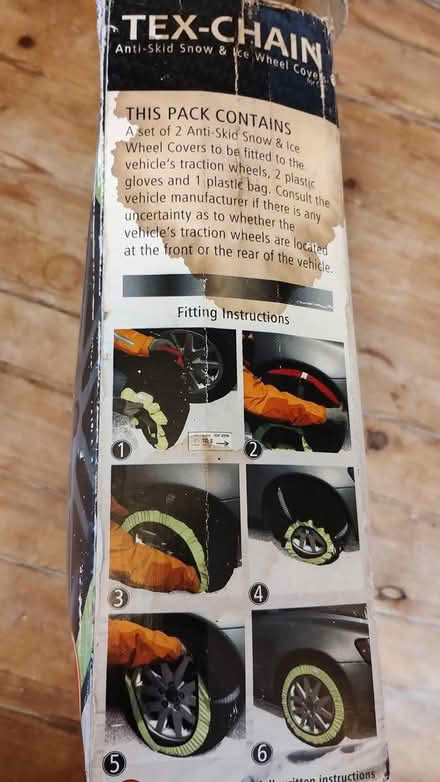 TEX-CHAIN
Anti-Skid Snow & Ice Wheel Covers
for
THIS PACK CONTAINS
A set of 2 Anti-Skid Snow & Ice
Wheel Covers to be fitted to the
vehicle's traction wheels, 2 plastic
gloves and 1 plastic bag. Consult the
vehicle manufacturer if there is any
uncertainty as to whether the
vehicle's traction wheels are located
at the front or the rear of the vehicle.
Fitting Instructions
1
2
3
4
5
6
written instructions